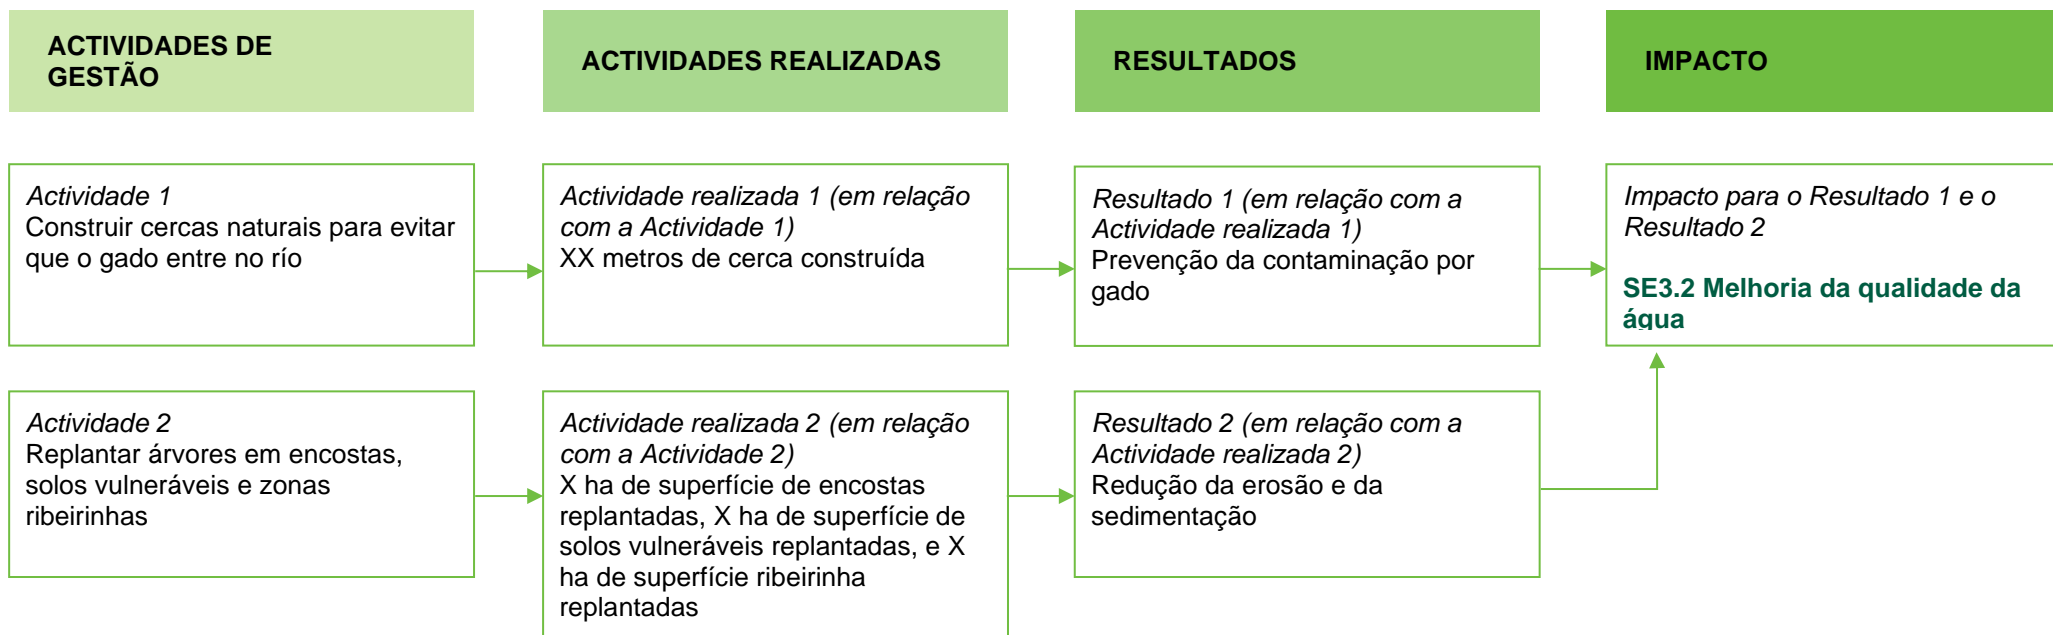 ACTIVIDADES DE
GESTÃO
ACTIVIDADES REALIZADAS
RESULTADOS
IMPACTO
Actividade 1
Construir cercas naturais para evitar
que o gado entre no río
Actividade realizada 1 (em relação
com a Actividade 1)
XX metros de cerca construída
Resultado 1 (em relação com a
Actividade realizada 1)
Prevenção da contaminação por
gado
Impacto para o Resultado 1 e o
Resultado 2
SE3.2 Melhoria da qualidade da
água
Actividade 2
Replantar árvores em encostas,
solos vulneráveis e zonas
ribeirinhas
Actividade realizada 2 (em relação
com a Actividade 2)
X ha de superfície de encostas
replantadas, X ha de superfície de
solos vulneráveis replantadas, e X
ha de superfície ribeirinha
replantadas
Resultado 2 (em relação com a
Actividade realizada 2)
Redução da erosão e da
sedimentação